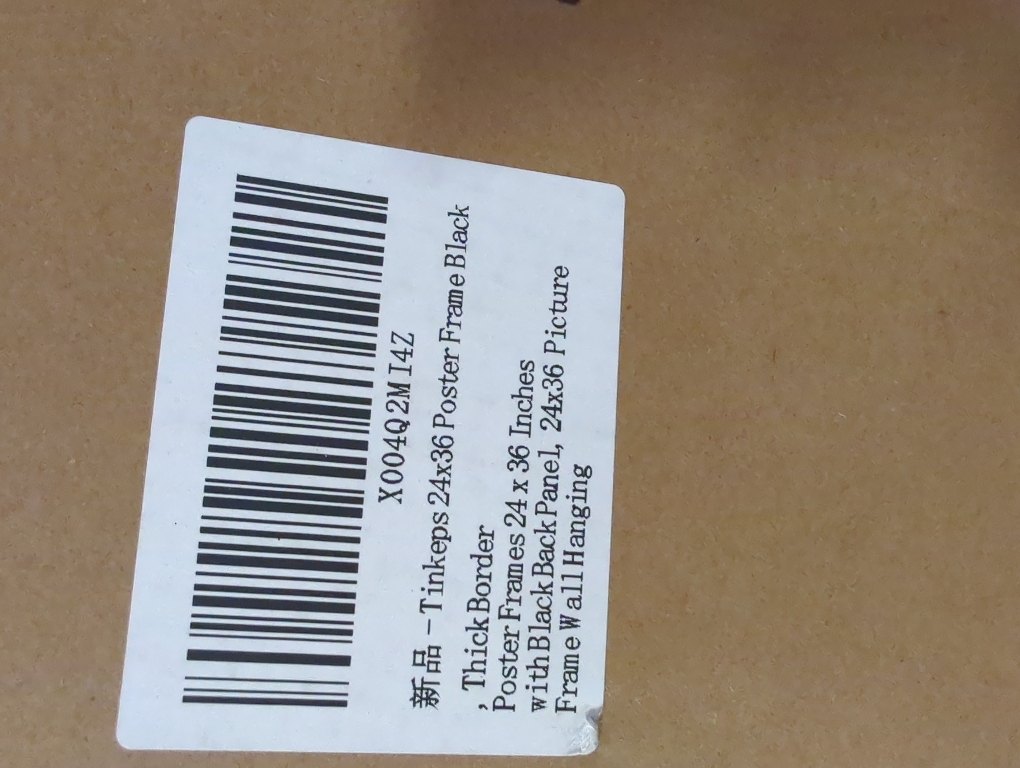 X004Q2MI4Z
新品 - Tinkeps 24x36 Poster Frame Black
, Thick Border
Poster Frames 24 x 36 Inches
with Black Back Panel, 24x36 Picture
Frame Wall Hanging